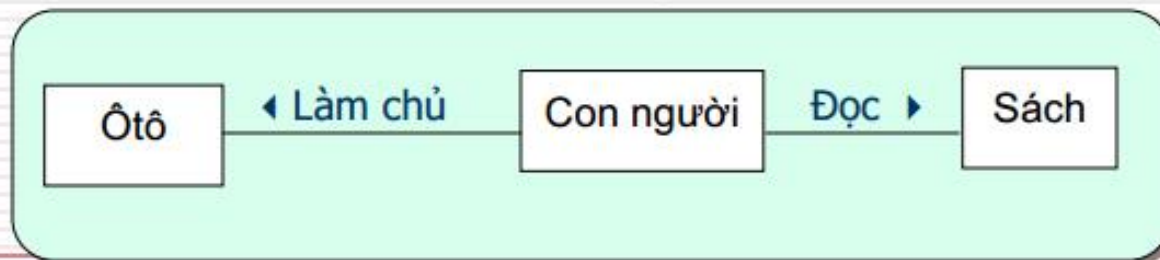 Ôtô
Làm chủ
Con người
Đọc
Sách